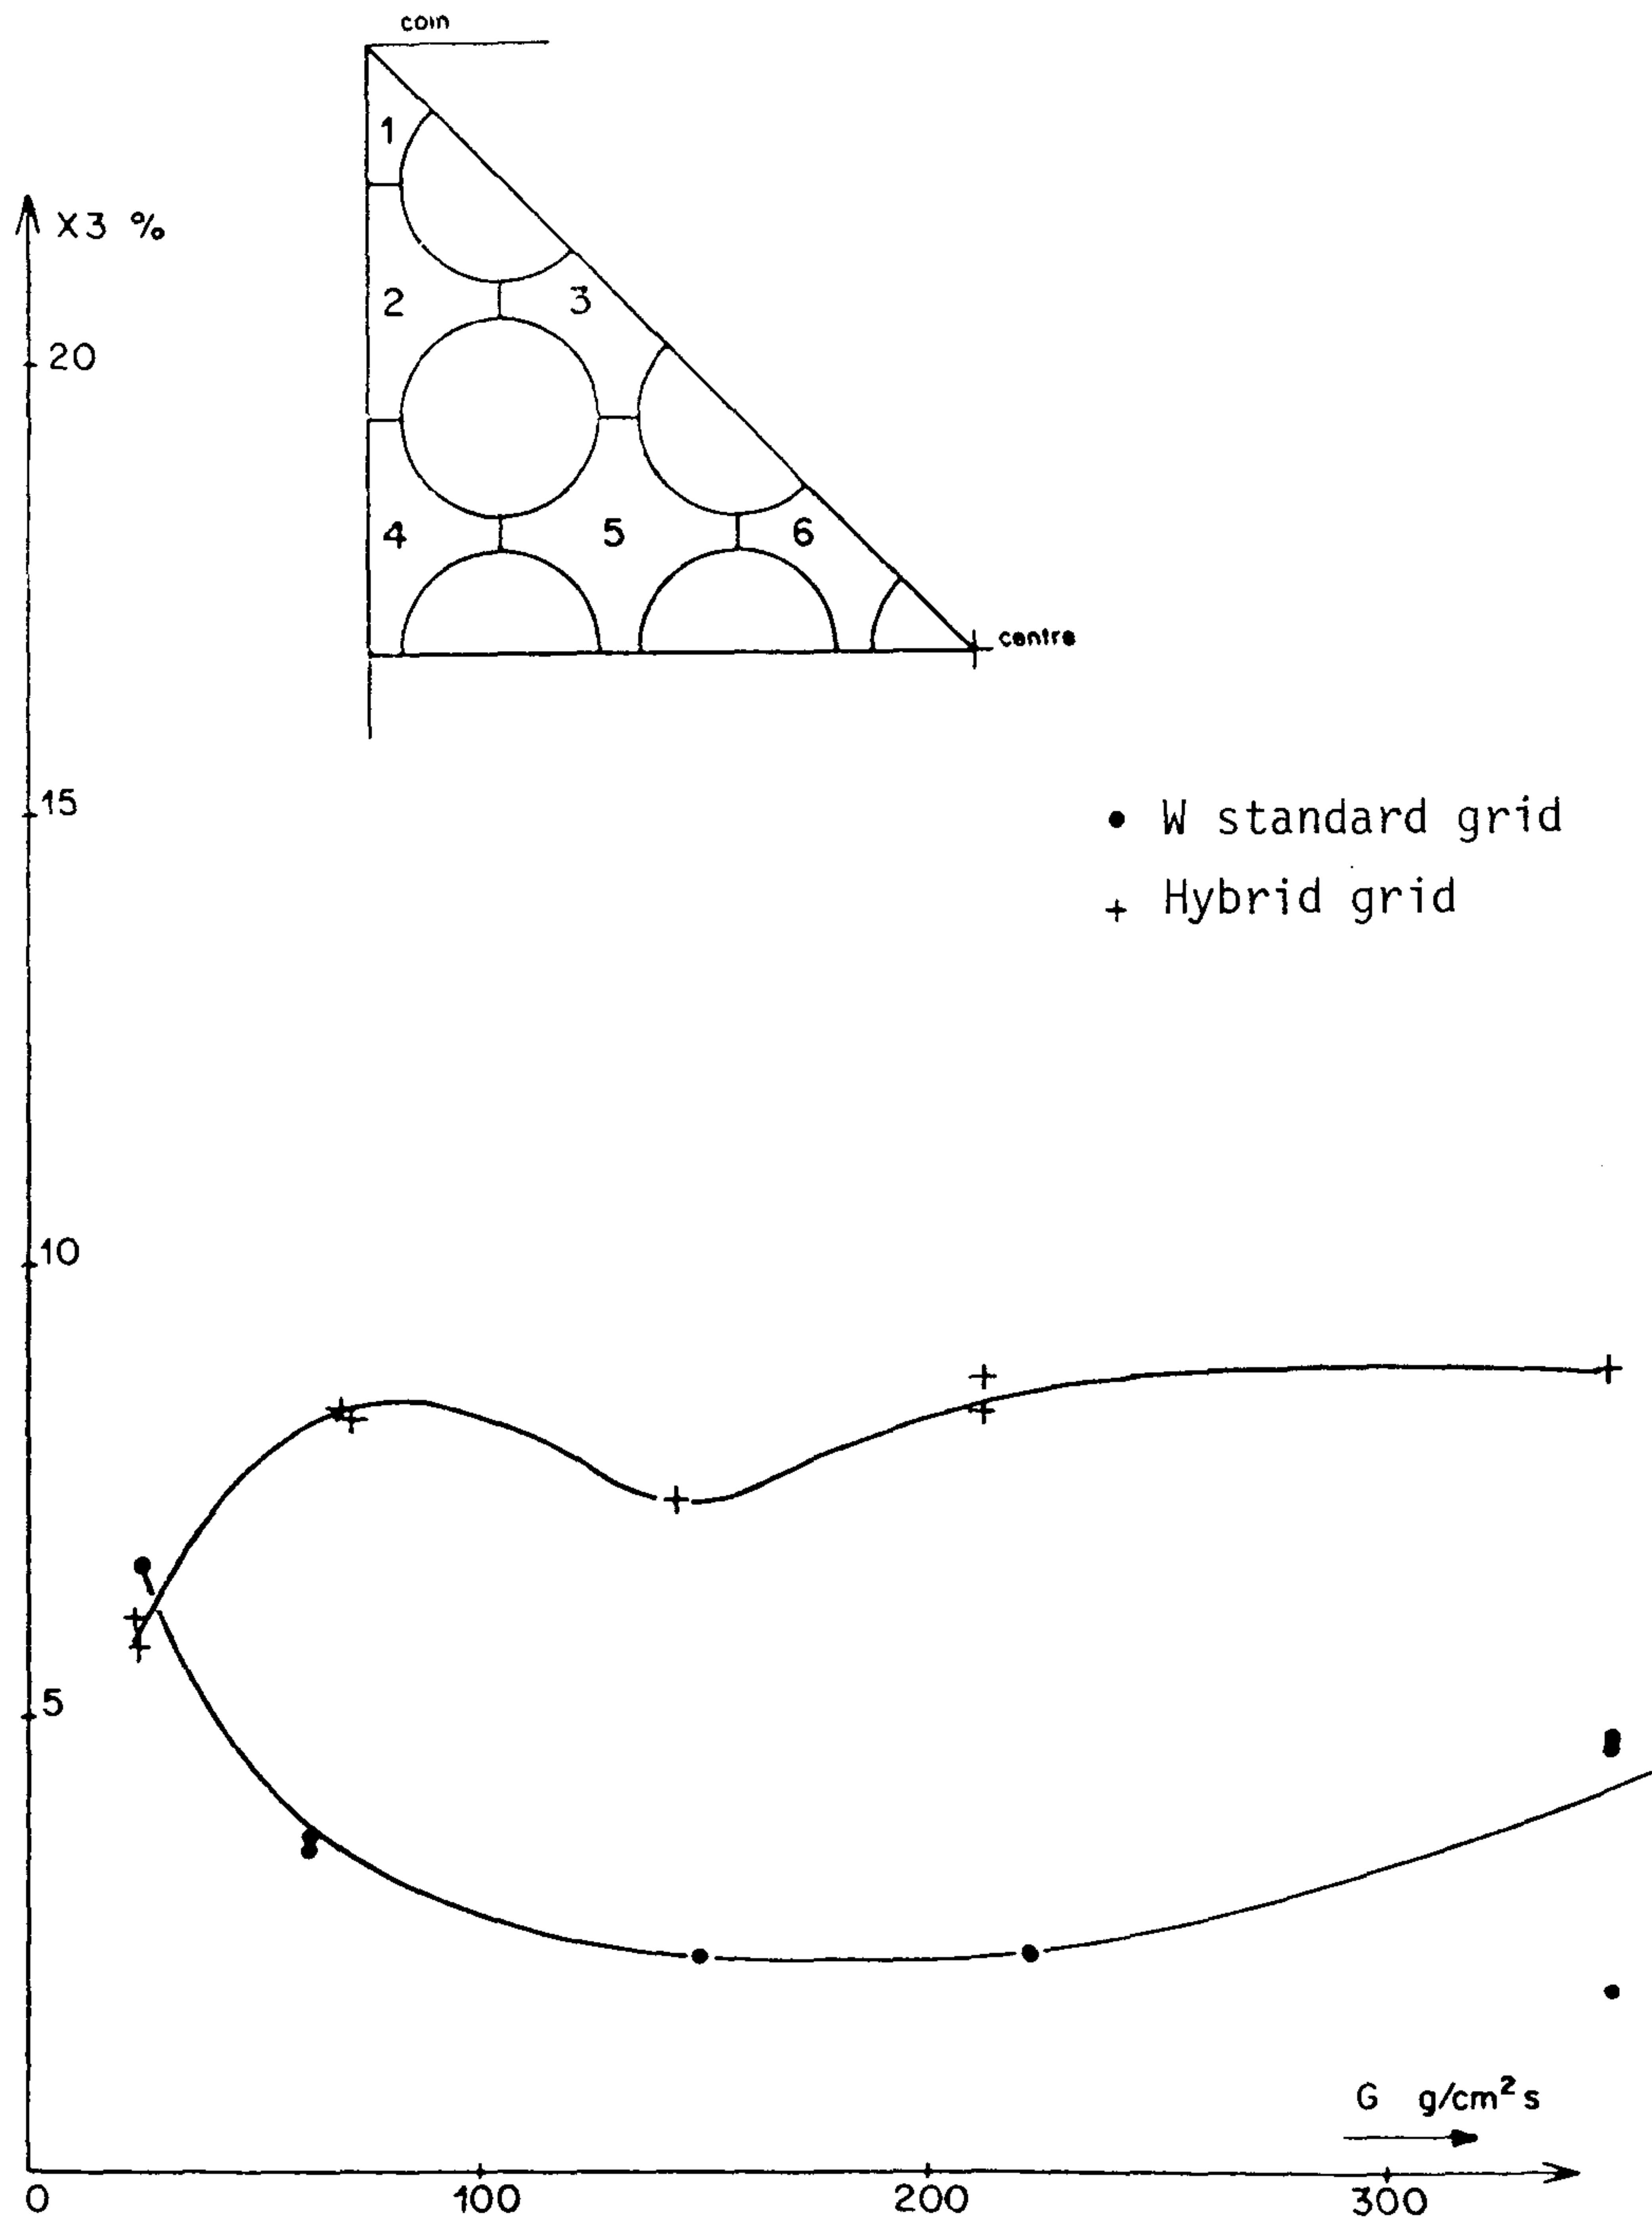 coin
1
X3 %
2
3
20
4
5
6
centre
15
• W standard grid
+ Hybrid grid
10
5
G g/cm² s
0
100
200
300